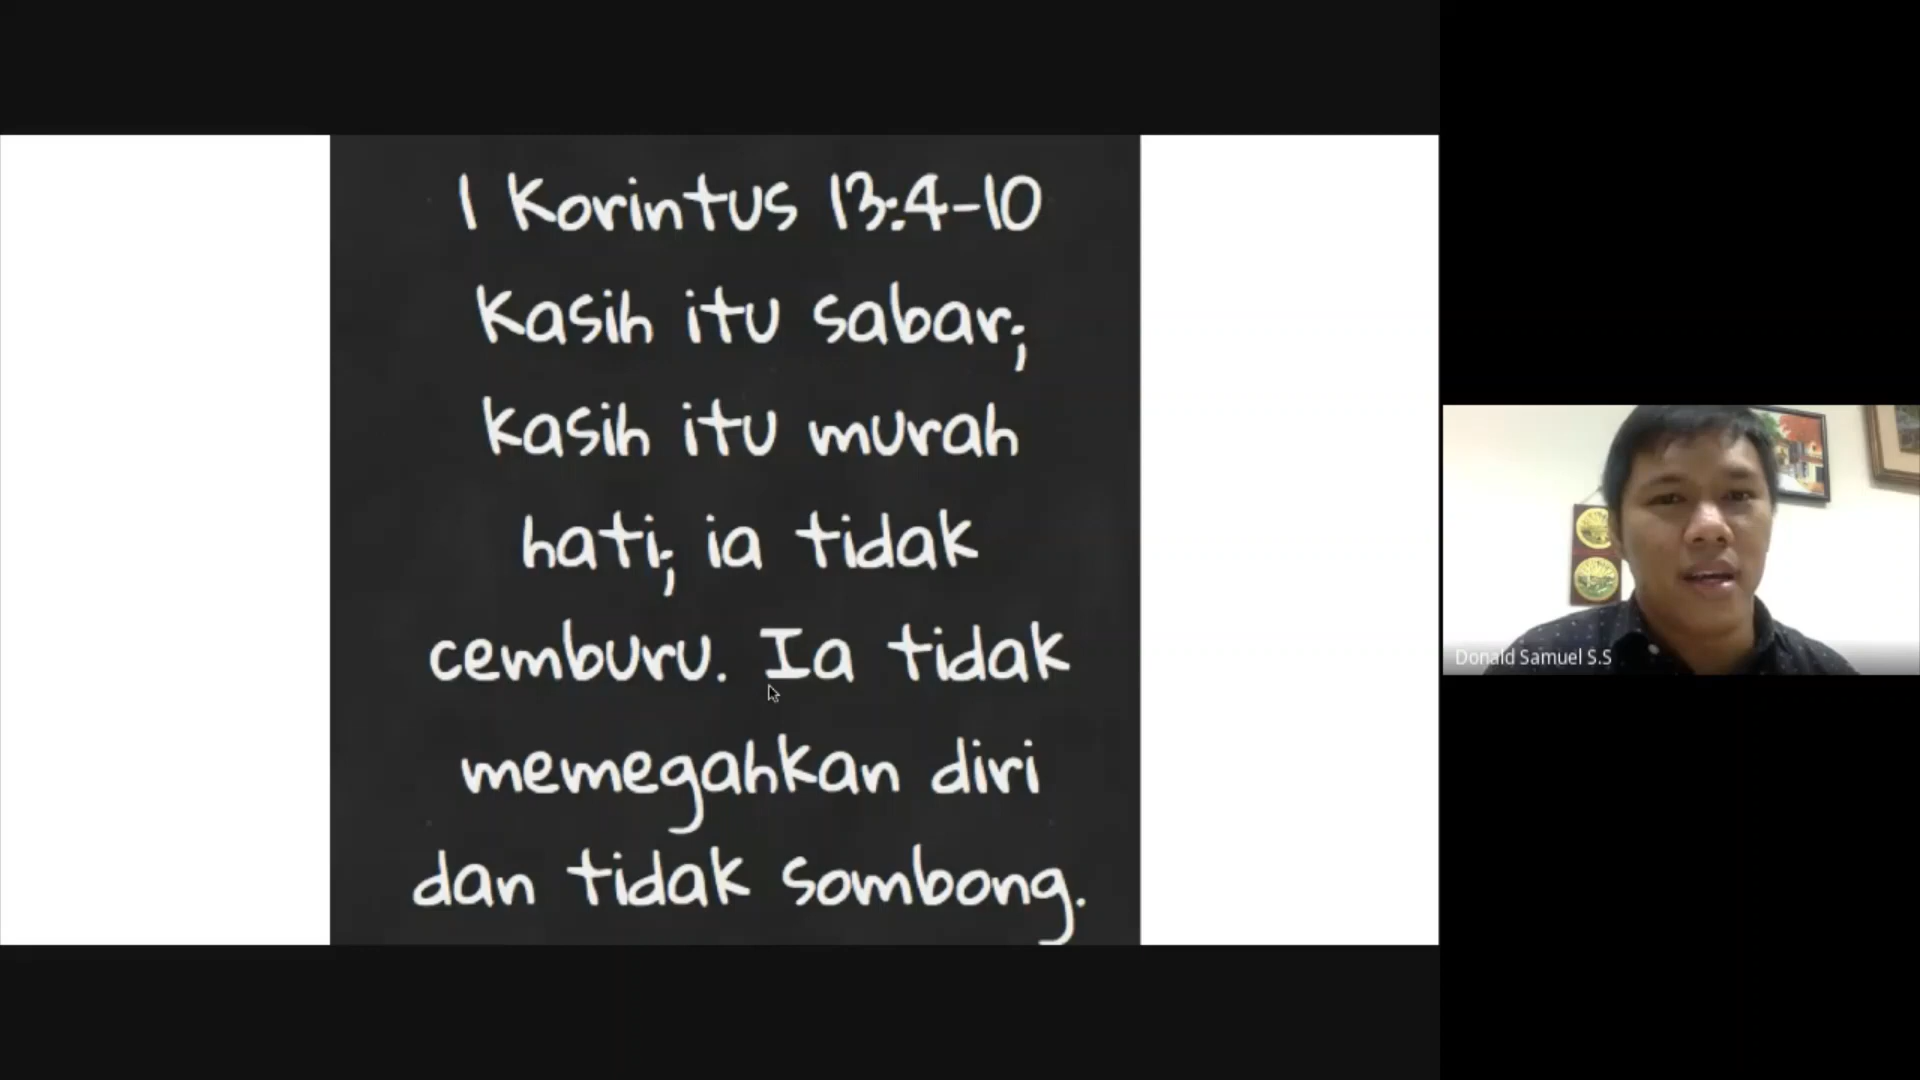 1 Korintus 13:4-10
Kasih itu sabar;
kasih itu murah
hati; ia tidak
cemburu. Ia tidak
memegahkan diri
dan tidak sombong.
Donald Samuel S.S